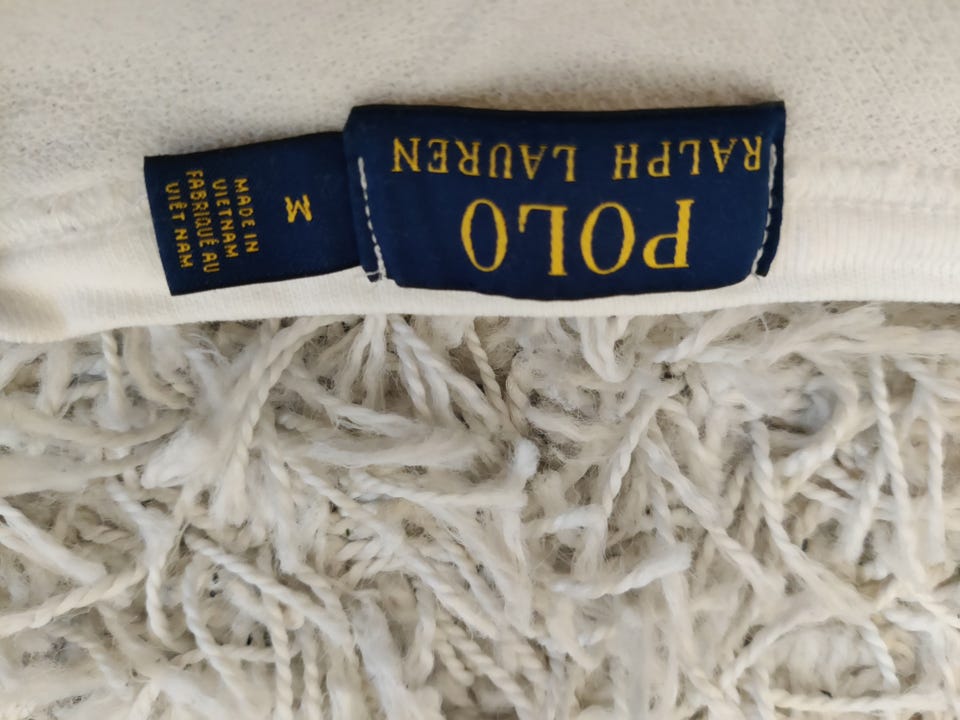 POLO
RALPH LAUREN
M
MADE IN
VIETNAM
FABRIQUÉ AU
VIÊT NAM